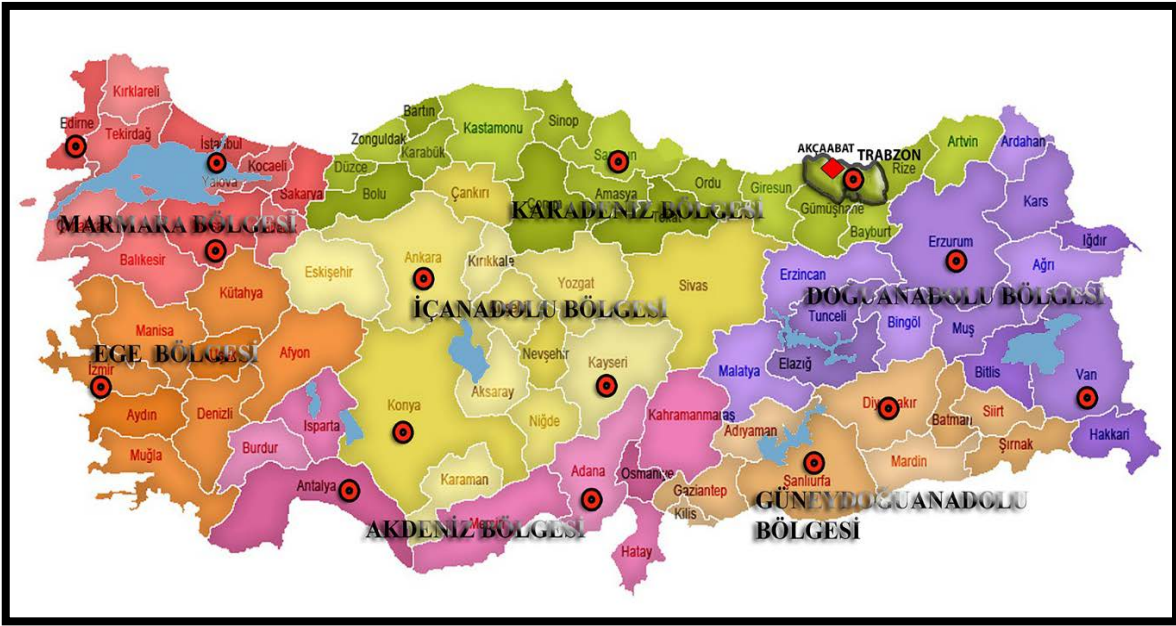 Kırklareli
Edirne
Tekirdağ
İstanbul
Kocaeli
Yalova
Sakarya
MARMARA BÖLGESİ
Balıkesir
Bartın
Zonguldak
Karabük
Düzce
Bolu
Kastamonu
Sinop
Çankırı
Amasya
Ordu
Giresun
KARADENİZ BÖLGESİ
Tokat
AKÇAABAT
TRABZON
Rize
Artvin
Gümüşhane
Bayburt
Ardahan
Kars
Iğdır
Erzurum
Ağrı
Erzincan
DOĞUANADOLU BÖLGESİ
Tunceli
Bingöl
Muş
Elazığ
Malatya
Bitlis
Van
Hakkari
Eskişehir
Ankara
Kırıkkale
Yozgat
Sivas
İÇANADOLU BÖLGESİ
Nevşehir
Kayseri
Aksaray
Konya
Niğde
Karaman
Kütahya
Manisa
EGE BÖLGESİ
Afyon
İzmir
Aydın
Denizli
Muğla
Isparta
Burdur
Antalya
Kahramanmaraş
Adana
Osmaniye
AKDENİZ BÖLGESİ
Hatay
Adıyaman
Diyarbakır
Batman
Siirt
Şırnak
Mardin
Şanlıurfa
Gaziantep
Kilis
GÜNEYDOĞUANADOLU
BÖLGESİ